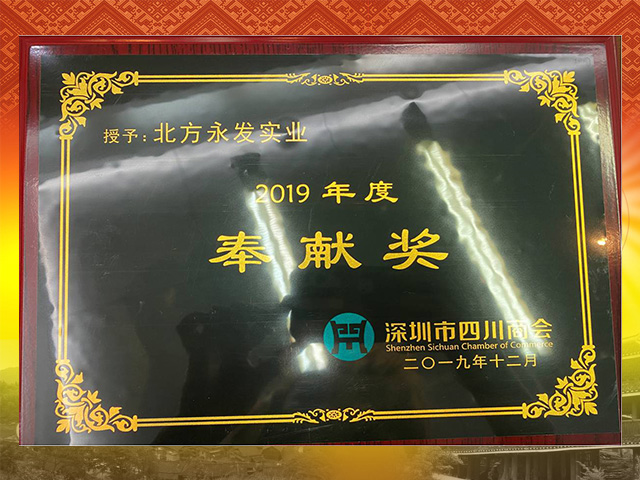 授予：北方永发实业
2019 年度
奉献奖
深圳市四川商会
Shenzhen Sichuan Chamber of Commerce
二〇一九年十二月